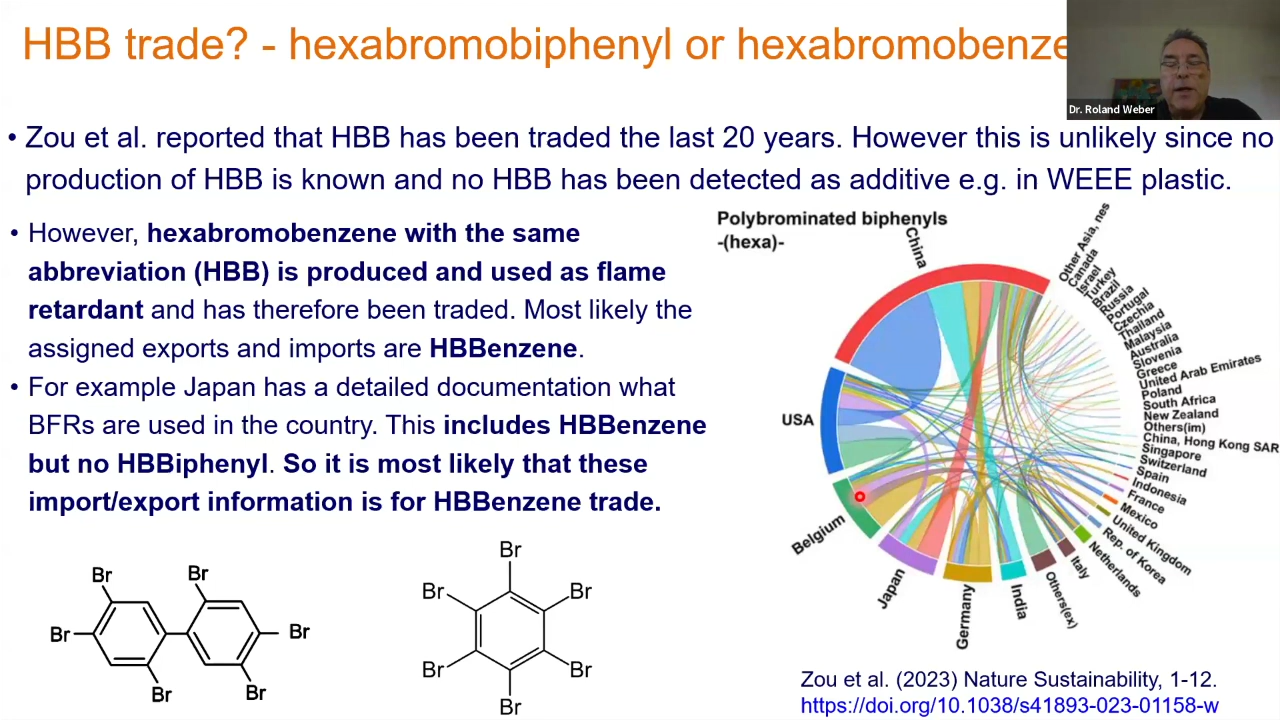 HBB trade? - hexabromobiphenyl or hexabromobenze
Dr. Roland Weber
• Zou et al. reported that HBB has been traded the last 20 years. However this is unlikely since no
production of HBB is known and no HBB has been detected as additive e.g. in WEEE plastic.
• However, hexabromobenzene with the same
abbreviation (HBB) is produced and used as flame
retardant and has therefore been traded. Most likely the
assigned exports and imports are HBBenzene.
• For example Japan has a detailed documentation what
BFRs are used in the country. This includes HBBenzene
but no HBBiphenyl. So it is most likely that these
import/export information is for HBBenzene trade.
Br
Br
Br
Br
Br
Br
Br
Br
Br
Br
Br
Br
Polybrominated biphenyls
-(hexa)-
China
USA
Belgium
Japan
Germany
India
Others(ex)
Italy
Netherlands
Rep. of Korea
United Kingdom
Mexico
France
Indonesia
Spain
Switzerland
Singapore
China, Hong Kong SAR
Others(im)
New Zealand
South Africa
Poland
United Arab Emirates
Greece
Slovenia
Australia
Malaysia
Thailand
Czechia
Portugal
Russia
Brazil
Turkey
Israel
Canada
Other Asia, nes
Zou et al. (2023) Nature Sustainability, 1-12.
https://doi.org/10.1038/s41893-023-01158-w